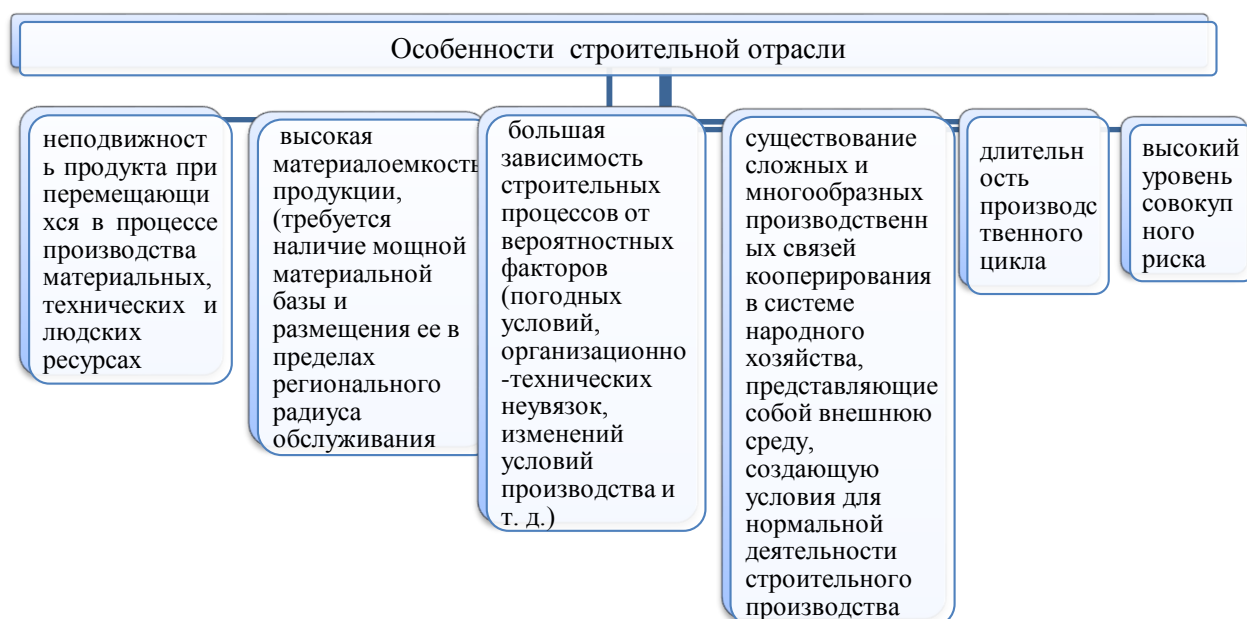 Особенности строительной отрасли
неподвижност
ь продукта при
перемещающи
хся в процессе
производства
материальных,
технических и
людских
ресурсах
высокая
материалоемкость
продукции,
(требуется
наличие мощной
материальной
базы и
размещения ее в
пределах
регионального
радиуса
обслуживания
большая
зависимость
строительных
процессов от
вероятностных
факторов
(погодных
условий,
организационно
-технических
неувязок,
изменений
условий
производства и
т. д.)
существование
сложных и
многообразных
производственн
ых связей
кооперирования
в системе
народного
хозяйства,
представляющие
собой внешнюю
среду,
создающую
условия для
нормальной
деятельности
строительного
производства
длительн
ость
производс
твенного
цикла
высокий
уровень
совокуп
ного
риска